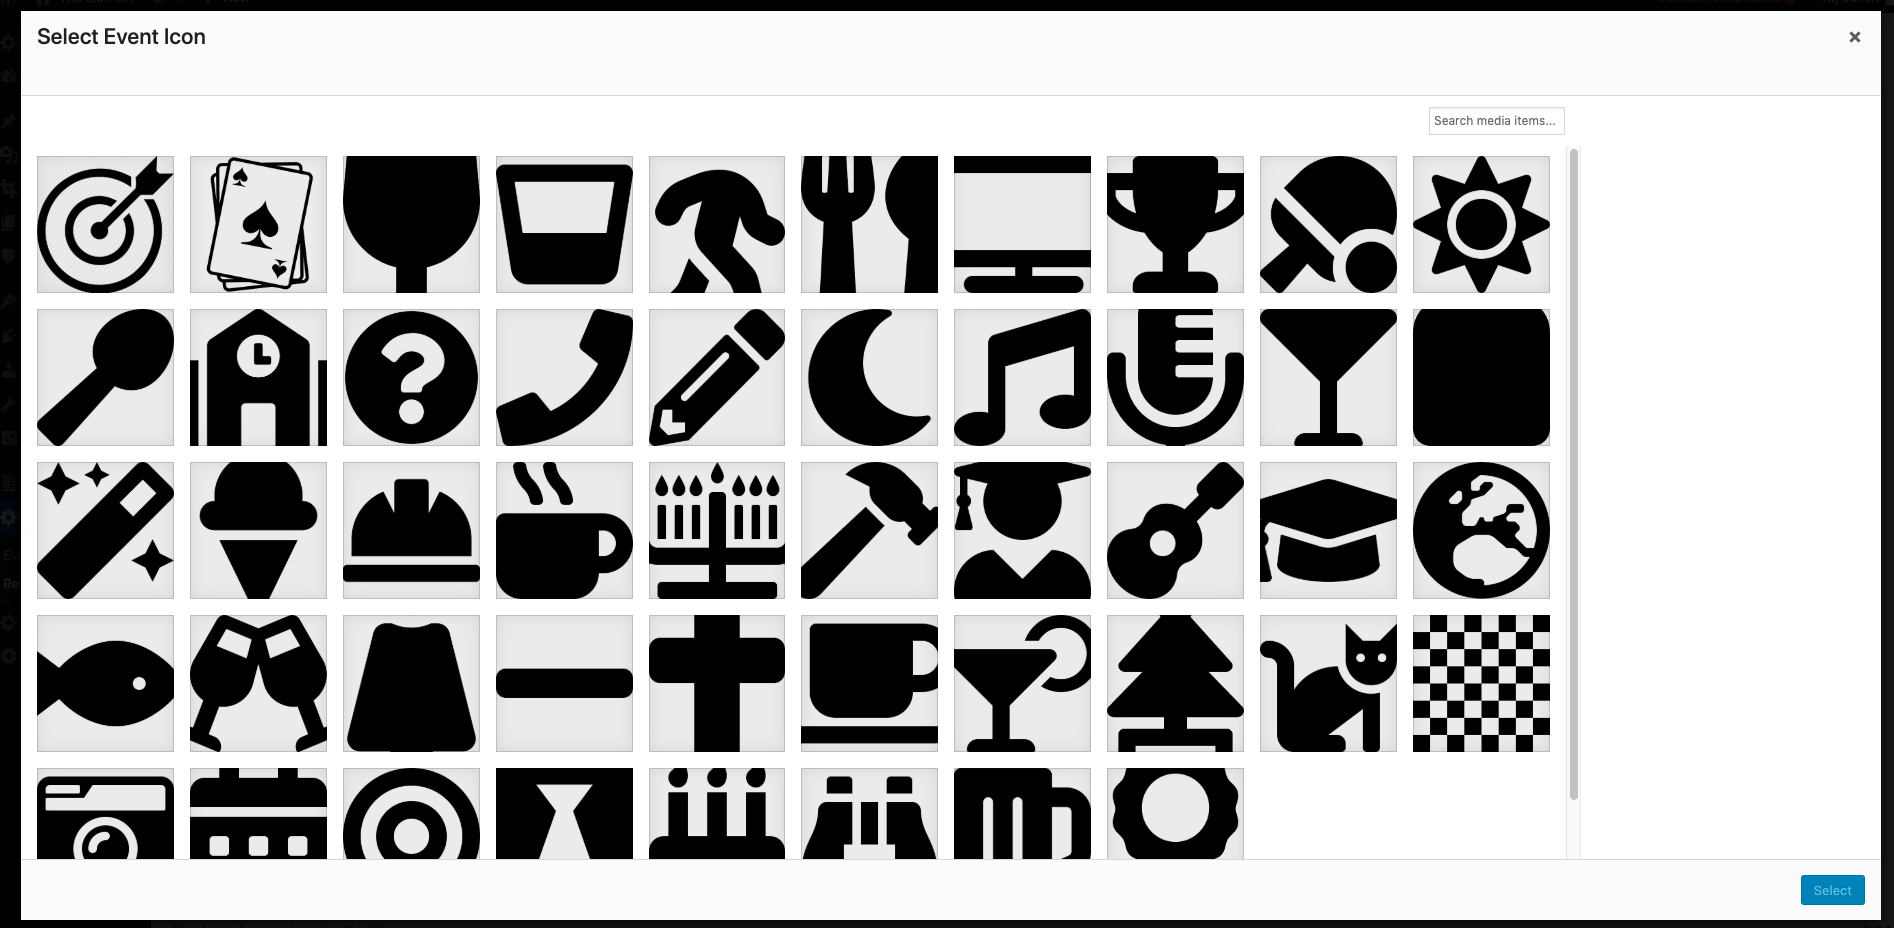 Select Event Icon
×
Search media items...
Select